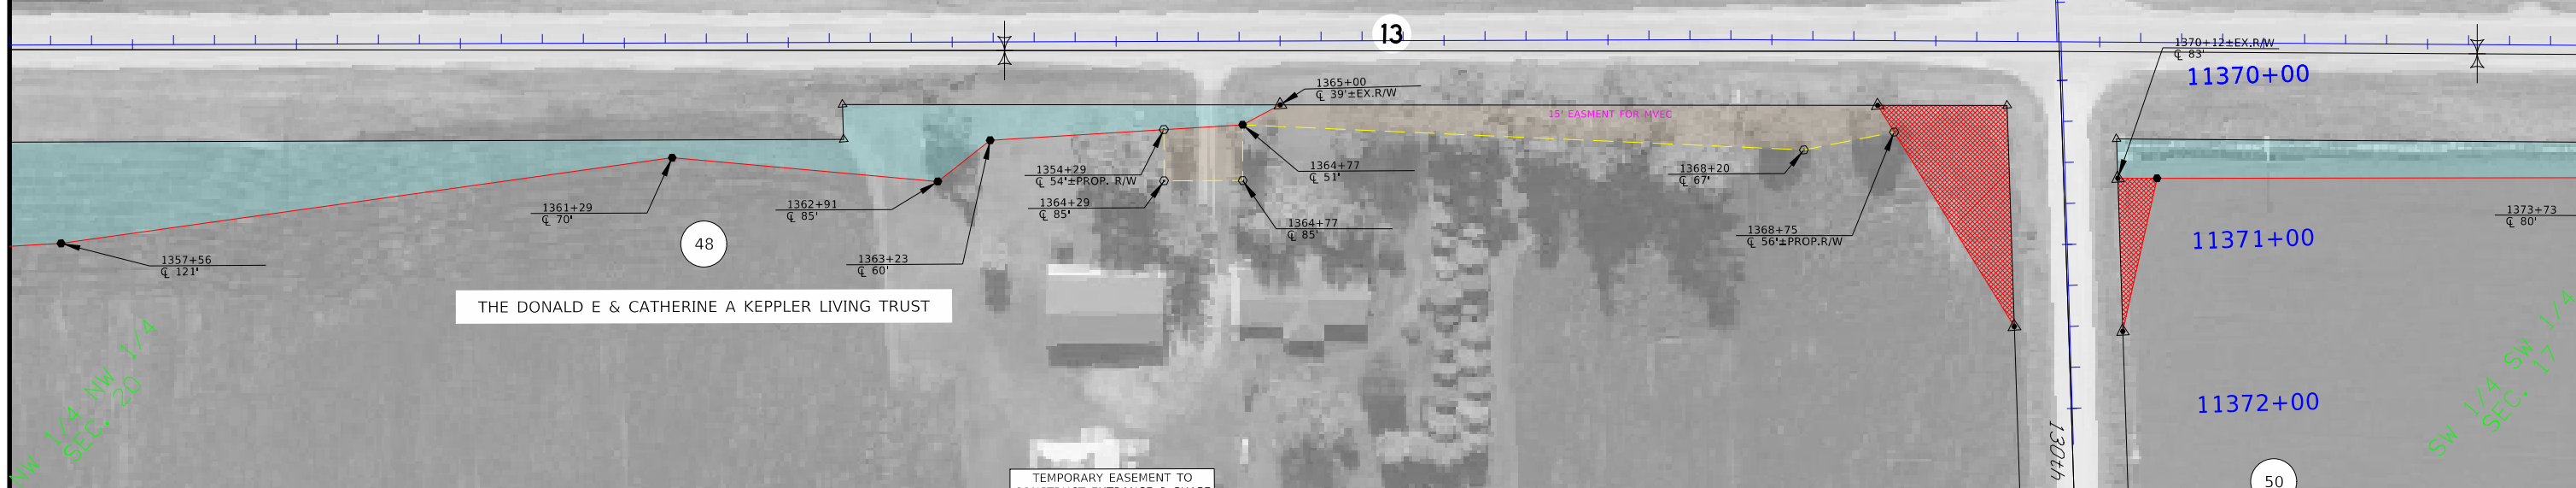 13
1370+12±EX.R/W
℄ 83'
11370+00
1365+00
℄ 39'±EX.R/W
15' EASMENT FOR MVEC
1354+29
℄ 54'±PROP. R/W
1364+77
℄ 51'
1368+20
℄ 67'
1361+29
℄ 70'
1362+91
℄ 85'
1364+29
℄ 85'
1364+77
℄ 85'
1373+73
℄ 80'
48
1368+75
℄ 56'±PROP.R/W
11371+00
1357+56
℄ 121'
1363+23
℄ 60'
THE DONALD E & CATHERINE A KEPPLER LIVING TRUST
NW 1/4 NW 1/4
SEC. 20
SW 1/4 SW 1/4
SEC. 17
11372+00
130th
TEMPORARY EASEMENT TO
50